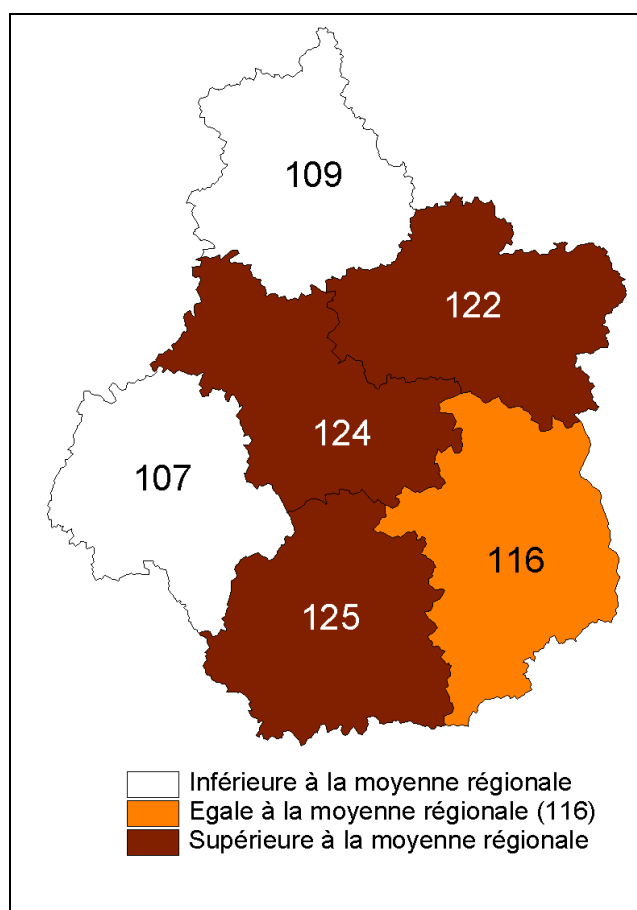 109
122
124
107
116
125
Inférieure à la moyenne régionale
Egale à la moyenne régionale (116)
Supérieure à la moyenne régionale